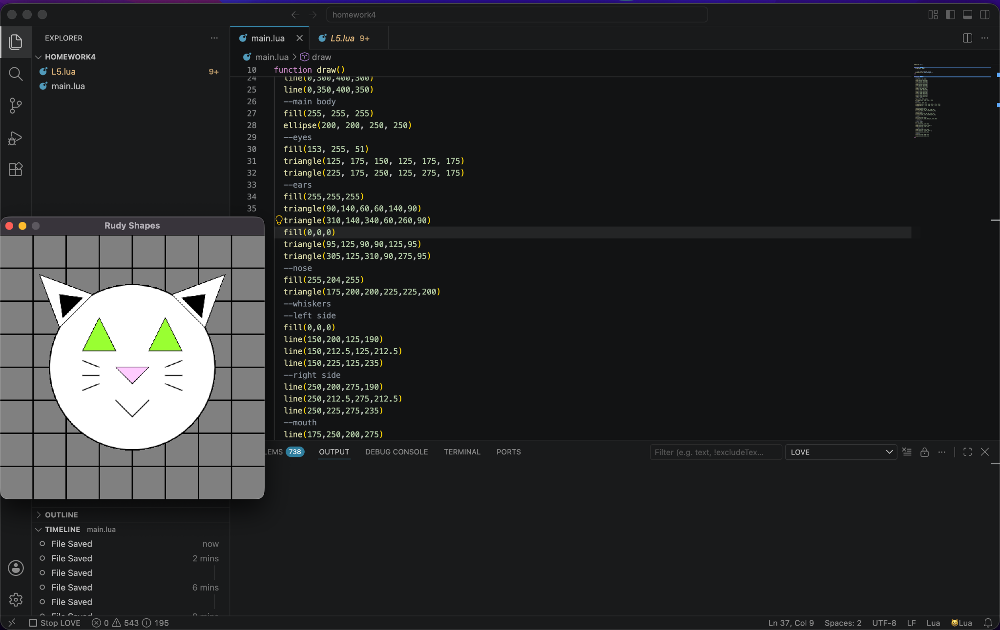 homework4
EXPLORER
HOMEWORK4
L5.lua 9+
main.lua
main.lua
L5.lua 9+
main.lua > draw
10 function draw()
24 line(0,300,400,300)
25 line(0,350,400,350)
26 --main body
27 fill(255, 255, 255)
28 ellipse(200, 200, 250, 250)
29 --eyes
30 fill(153, 255, 51)
31 triangle(125, 175, 150, 125, 175, 175)
32 triangle(225, 175, 250, 125, 275, 175)
33 --ears
34 fill(255,255,255)
35 triangle(90,140,60,60,140,90)
triangle(310,140,340,60,260,90)
fill(0,0,0)
triangle(95,125,90,90,125,95)
triangle(305,125,310,90,275,95)
--nose
fill(255,204,255)
triangle(175,200,200,225,225,200)
--whiskers
--left side
fill(0,0,0)
line(150,200,125,190)
line(150,212.5,125,212.5)
line(150,225,125,235)
--right side
line(250,200,275,190)
line(250,212.5,275,212.5)
line(250,225,275,235)
--mouth
line(175,250,200,275)
Rudy Shapes
LEMS 738 OUTPUT DEBUG CONSOLE TERMINAL PORTS
Filter (e.g. text, !excludeTex...
LOVE
OUTLINE
TIMELINE main.lua
File Saved now
File Saved 2 mins
File Saved
File Saved 6 mins
File Saved
File Saved
Stop LOVE 0 543 195
Ln 37, Col 9 Spaces: 2 UTF-8 LF Lua 😺Lua